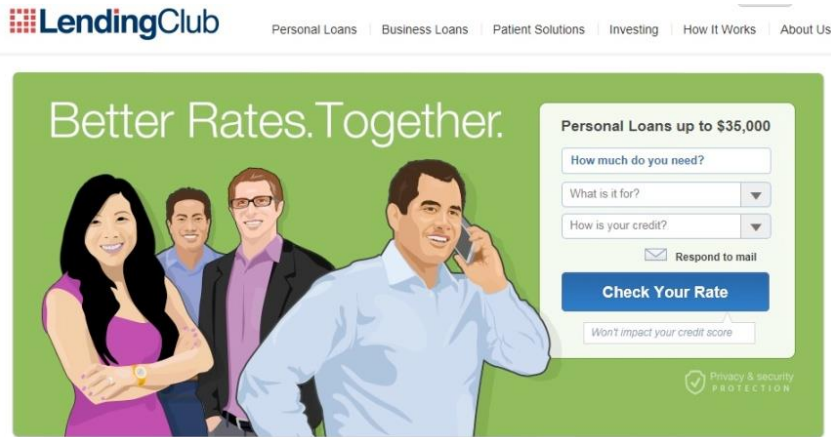 LendingClub
Personal Loans
Business Loans
Patient Solutions
Investing
How It Works
About Us
Better Rates.Together.
Personal Loans up to $35,000
How much do you need?
What is it for?
How is your credit?
Respond to mail
Check Your Rate
Won't impact your credit score
Privacy & security
PROTECTION